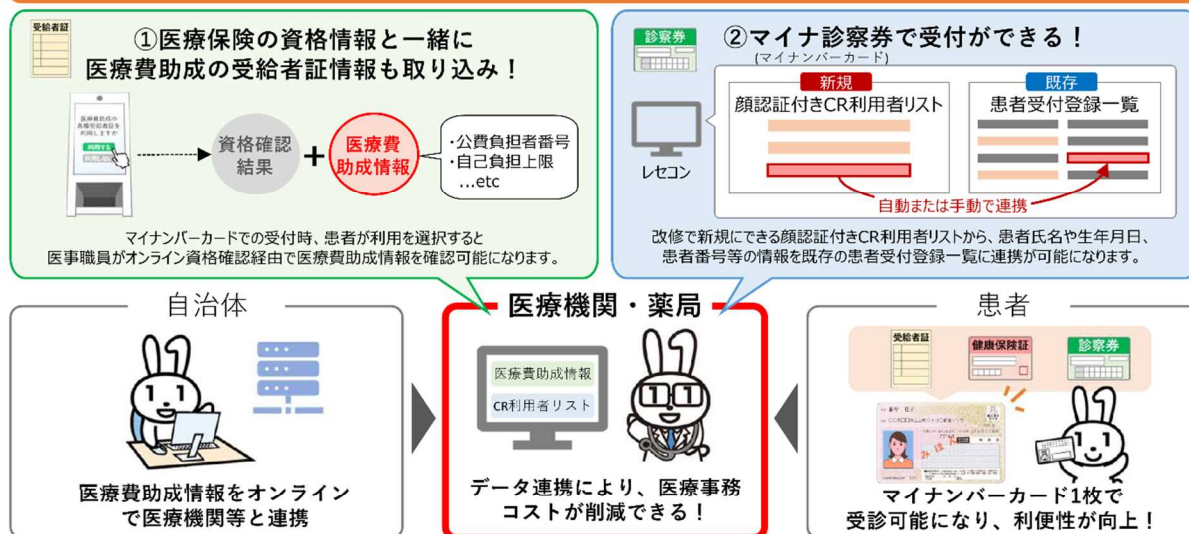 受給者証
①医療保険の資格情報と一緒に
医療費助成の受給者証情報も取り込み！
医療費助成の
各種受給者証を
利用しますか
利用する
利用しない
資格確認
結果
+
医療費
助成情報
・公費負担者番号
・自己負担上限
...etc
マイナンバーカードでの受付時、患者が利用を選択すると
医事職員がオンライン資格確認経由で医療費助成情報を確認可能になります。
診察券
②マイナ診察券で受付ができる！
(マイナンバーカード)
レセコン
新規
顔認証付きCR利用者リスト
既存
患者受付登録一覧
自動または手動で連携
改修で新規にできる顔認証付きCR利用者リストから、患者氏名や生年月日、
患者番号等の情報を既存の患者受付登録一覧に連携が可能になります。
自治体
医療費助成情報をオンライン
で医療機関等と連携
医療機関・薬局
医療費助成情報
CR利用者リスト
データ連携により、医療事務
コストが削減できる！
患者
受給者証
健康保険証
診察券
みほん
マイナンバーカード1枚で
受診可能になり、利便性が向上！